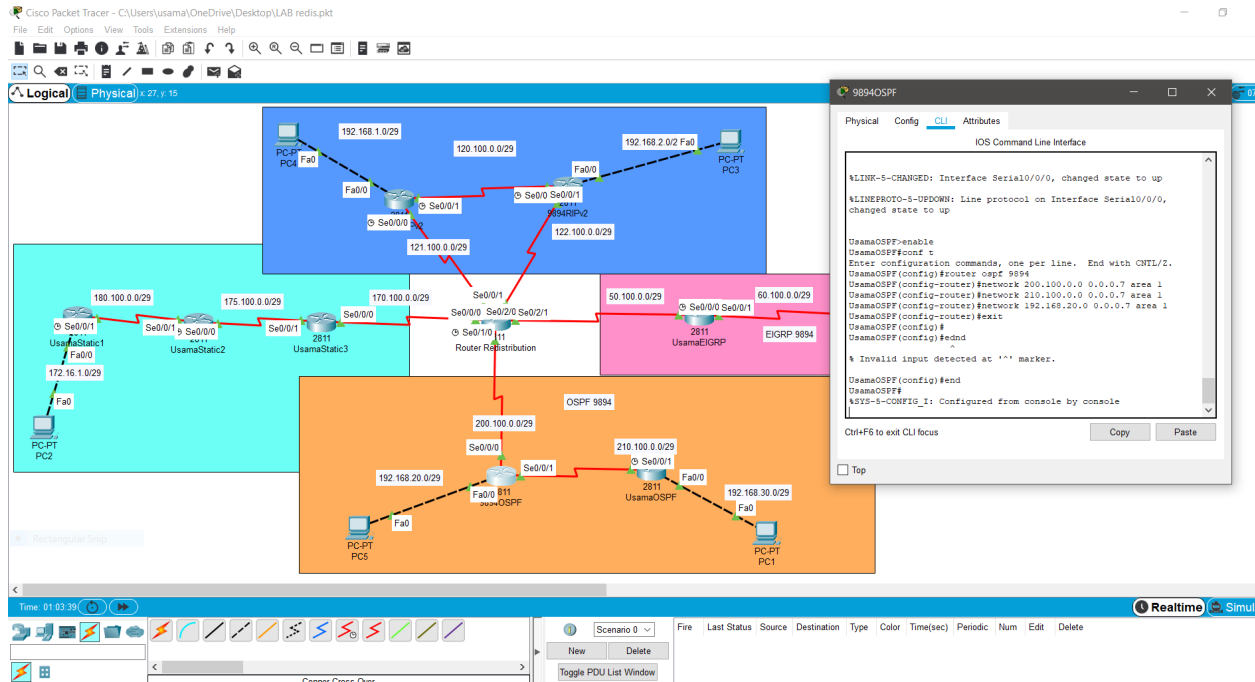 Cisco Packet Tracer - C:\Users\usama\OneDrive\Desktop\LAB redis.pkt
File Edit Options View Tools Extensions Help
Logical Physical x: 27, y: 15
192.168.1.0/29
120.100.0.0/29
192.168.2.0/2 Fa0
PC4
Fa0
PC-PT
PC3
Fa0/0
Fa0/0
Se0/0/1
Se0/0 Se0/0/1
9894RIPv2
Se0/0/0
121.100.0.0/29
122.100.0.0/29
180.100.0.0/29
175.100.0.0/29
170.100.0.0/29
Se0/0/1
50.100.0.0/29
60.100.0.0/29
Se0/0/1
Se0/0/1
Se0/0/0
Se0/0/1
Se0/0/0
Se0/0/0
Se0/2/0
Se0/2/1
Se0/0/0
Se0/0/1
UsamaStatic1
UsamaStatic2
2811
UsamaStatic3
Se0/1/0
Router Redistribution
2811
UsamaEIGRP
EIGRP 9894
Fa0/0
172.16.1.0/29
Fa0
PC-PT
PC2
OSPF 9894
200.100.0.0/29
Se0/0/0
210.100.0.0/29
Se0/0/1
Se0/0/1
192.168.20.0/29
Fa0/0
2811
UsamaOSPF
Fa0/0
192.168.30.0/29
Fa0
Fa0
PC-PT
PC5
PC-PT
PC1
9894OSPF
Physical Config CLI Attributes
IOS Command Line Interface
%LINK-5-CHANGED: Interface Serial0/0/0, changed state to up
%LINEPROTO-5-UPDOWN: Line protocol on Interface Serial0/0/0,
changed state to up
UsamaOSPF>enable
UsamaOSPF#conf t
Enter configuration commands, one per line. End with CNTL/Z.
UsamaOSPF(config)#router ospf 9894
UsamaOSPF(config-router)#network 200.100.0.0 0.0.0.7 area 1
UsamaOSPF(config-router)#network 210.100.0.0 0.0.0.7 area 1
UsamaOSPF(config-router)#network 192.168.20.0 0.0.0.7 area 1
UsamaOSPF(config-router)#exit
UsamaOSPF(config)#
UsamaOSPF(config)#ednd
^
% Invalid input detected at '^' marker.
UsamaOSPF(config)#end
UsamaOSPF#
%SYS-5-CONFIG_I: Configured from console by console
Ctrl+F6 to exit CLI focus
Copy
Paste
Top
Rectangular Snip
Time: 01:03:39
Realtime
Simul
Scenario 0
New Delete
Toggle PDU List Window
Fire Last Status Source Destination Type Color Time(sec) Periodic Num Edit Delete
Copper Cross-Over